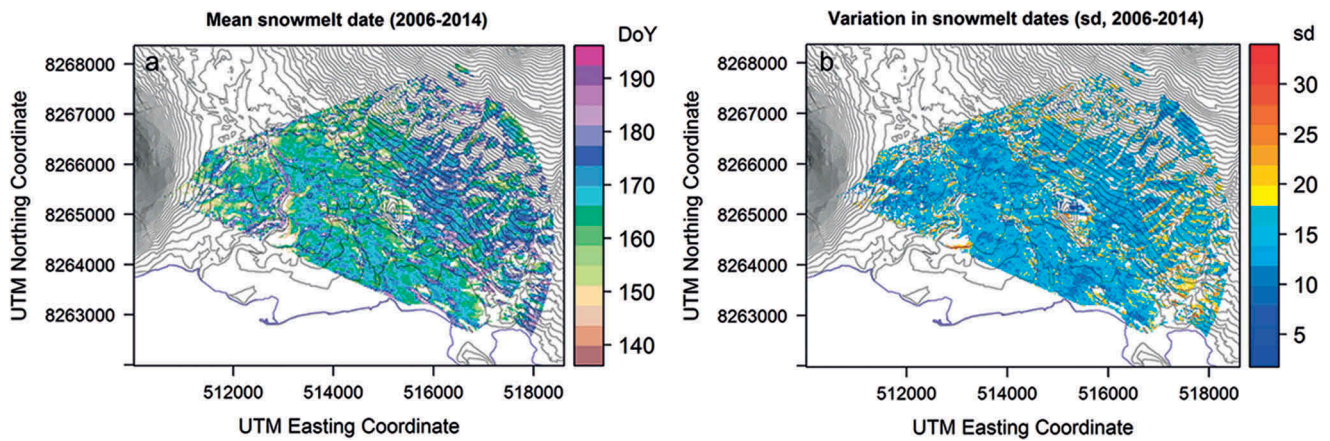 Mean snowmelt date (2006-2014)
DoY
a
8268000
8267000
8266000
8265000
8264000
8263000
190
180
170
160
150
140
512000 514000 516000 518000
UTM Northing Coordinate
UTM Easting Coordinate
Variation in snowmelt dates (sd, 2006-2014)
sd
b
8268000
8267000
8266000
8265000
8264000
8263000
30
25
20
15
10
5
512000 514000 516000 518000
UTM Northing Coordinate
UTM Easting Coordinate